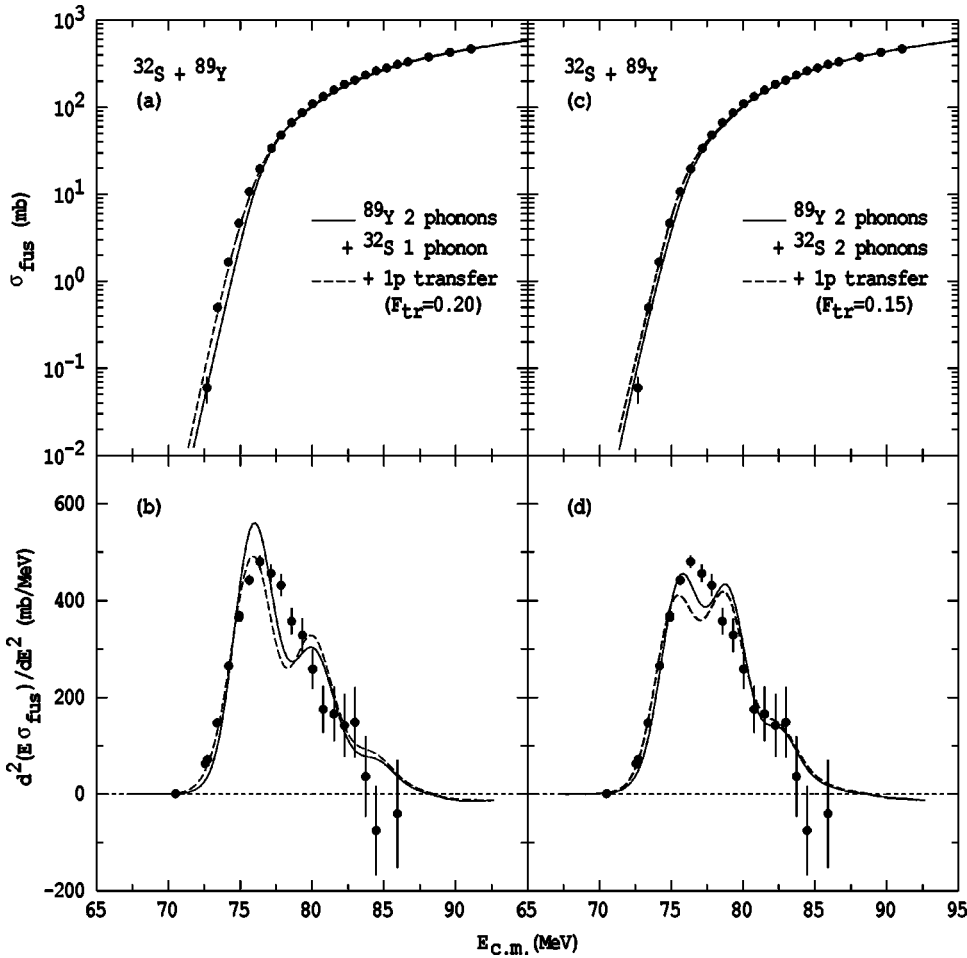 10³
10²
10¹
10⁰
10⁻¹
10⁻²
σfus (mb)
³²S + ⁸⁹Y
(a)
⁸⁹Y 2 phonons
+ ³²S 1 phonon
+ 1p transfer
(Ftr=0.20)
³²S + ⁸⁹Y
(c)
⁸⁹Y 2 phonons
+ ³²S 2 phonons
+ 1p transfer
(Ftr=0.15)
600
400
200
0
-200
d²(Eσfus)/dE² (mb/MeV)
(b)
(d)
65 70 75 80 85 90 65 70 75 80 85 90 95
EC.m.(MeV)